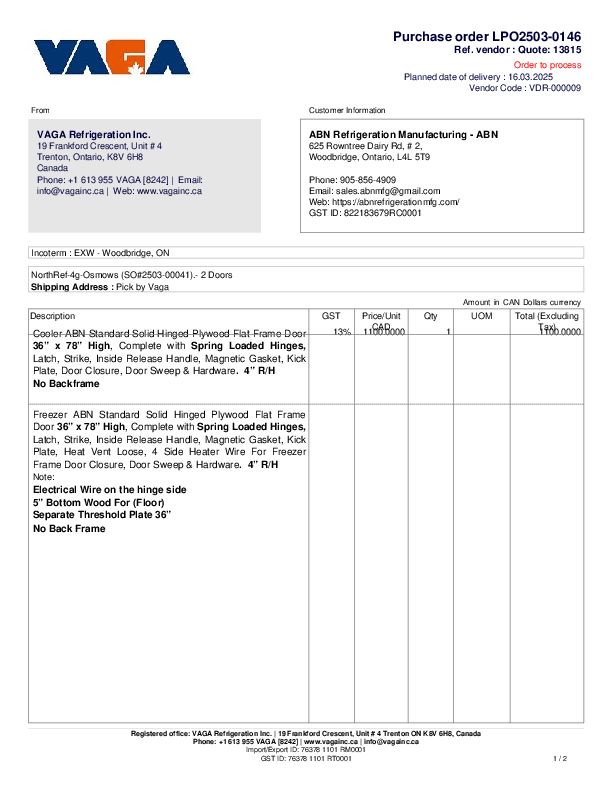 VAGA
Purchase order LPO2503-0146
Ref. vendor : Quote: 13815
Order to process
Planned date of delivery : 16.03.2025
Vendor Code : VDR-000009
From
Customer Information
VAGA Refrigeration Inc.
19 Frankford Crescent, Unit # 4
Trenton, Ontario, K8V 6H8
Canada
Phone: +1 613 955 VAGA [8242] | Email:
info@vagainc.ca | Web: www.vagainc.ca
ABN Refrigeration Manufacturing - ABN
625 Rowntree Dairy Rd, # 2,
Woodbridge, Ontario, L4L 5T9
Phone: 905-856-4909
Email: sales.abnmfg@gmail.com
Web: https://abnrefrigerationmfg.com/
GST ID: 822183679RC0001
Incoterm : EXW - Woodbridge, ON
NorthRef-4g-Osmows (SO#2503-00041).- 2 Doors
Shipping Address : Pick by Vaga
Amount in CAN Dollars currency
Description GST Price/Unit CAD Qty UOM Total (Excluding Tax)
Cooler ABN Standard Solid Hinged Plywood Flat Frame Door 13% 1100.0000 1 1100.0000
36” x 78” High, Complete with Spring Loaded Hinges,
Latch, Strike, Inside Release Handle, Magnetic Gasket, Kick
Plate, Door Closure, Door Sweep & Hardware. 4” R/H
No Backframe
Freezer ABN Standard Solid Hinged Plywood Flat Frame
Door 36” x 78” High, Complete with Spring Loaded Hinges,
Latch, Strike, Inside Release Handle, Magnetic Gasket, Kick
Plate, Heat Vent Loose, 4 Side Heater Wire For Freezer
Frame Door Closure, Door Sweep & Hardware. 4” R/H
Note:
Electrical Wire on the hinge side
5” Bottom Wood For (Floor)
Separate Threshold Plate 36”
No Back Frame
Registered office: VAGA Refrigeration Inc. | 19 Frankford Crescent, Unit # 4 Trenton ON K8V 6H8, Canada
Phone: +1 613 955 VAGA [8242] | www.vagainc.ca | info@vagainc.ca
Import/Export ID: 76378 1101 RM0001
GST ID: 76378 1101 RT0001
1 / 2